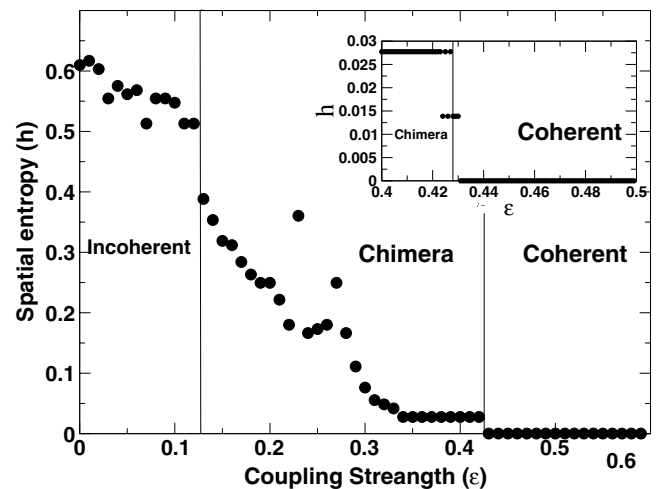 0.03
0.025
0.02
0.015
0.01
0.005
0
h
Chimera
Coherent
0.4 0.42 0.44 0.46 0.48 0.5
ε
0.6
0.5
0.4
0.3
0.2
0.1
0
Spatial entropy (h)
Incoherent
Chimera
Coherent
0 0.1 0.2 0.3 0.4 0.5 0.6
Coupling Streangth (ε)